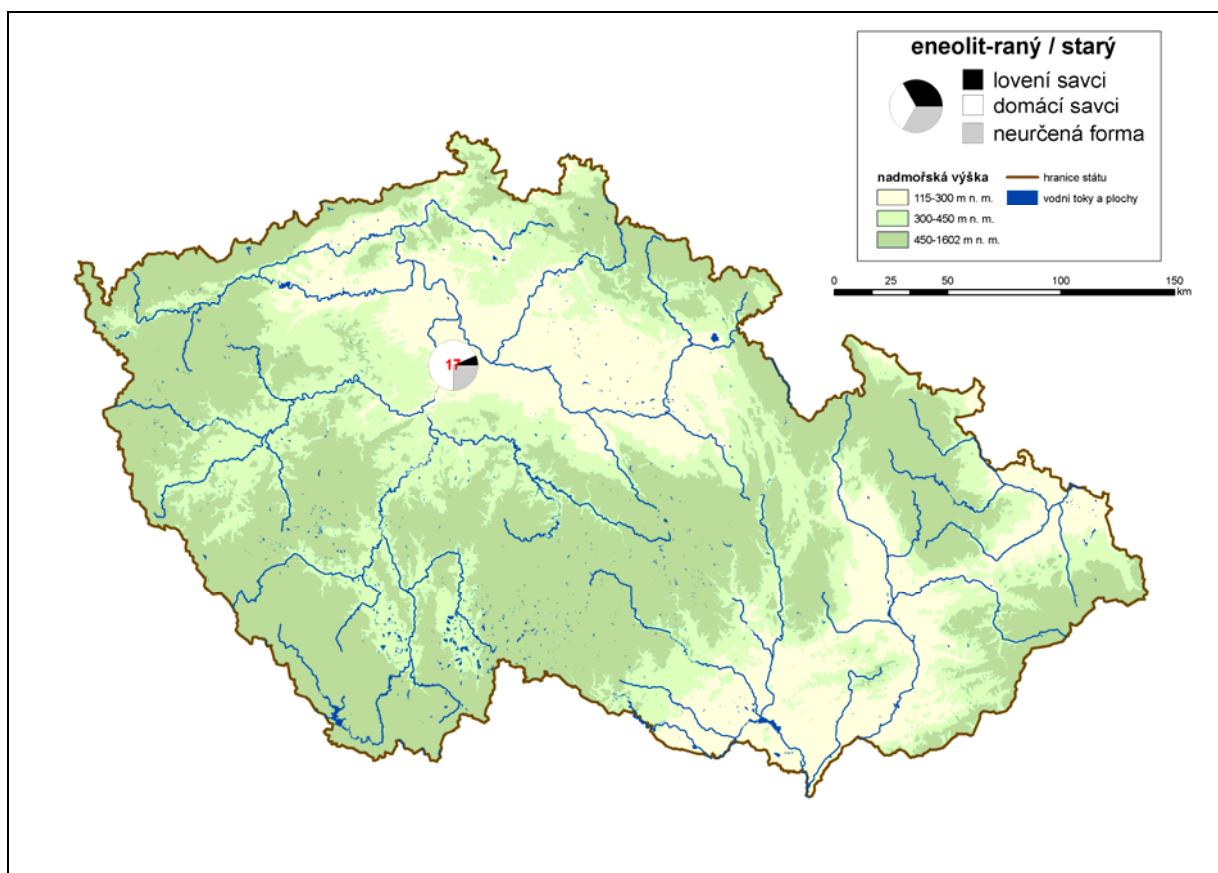 eneolit-raný / starý
lovení savci
domácí savci
neurčená forma
nadmořská výška
115-300 m n. m.
300-450 m n. m.
450-1602 m n. m.
hranice státu
vodní toky a plochy
0 25 50 100 150
km
17